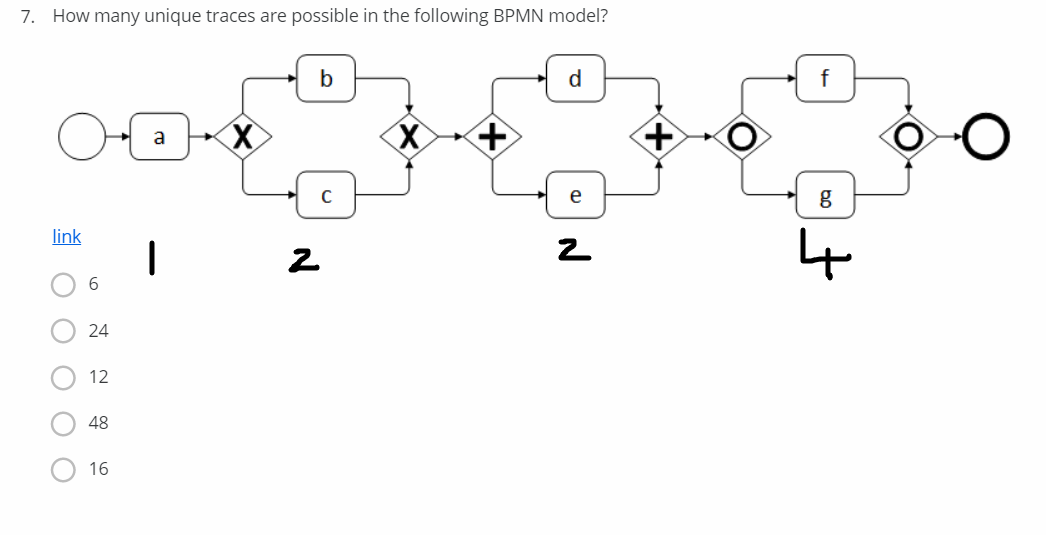 7. How many unique traces are possible in the following BPMN model?
b d f
a X X + + O O
c e g
link
1 2 2 4
6
24
12
48
16